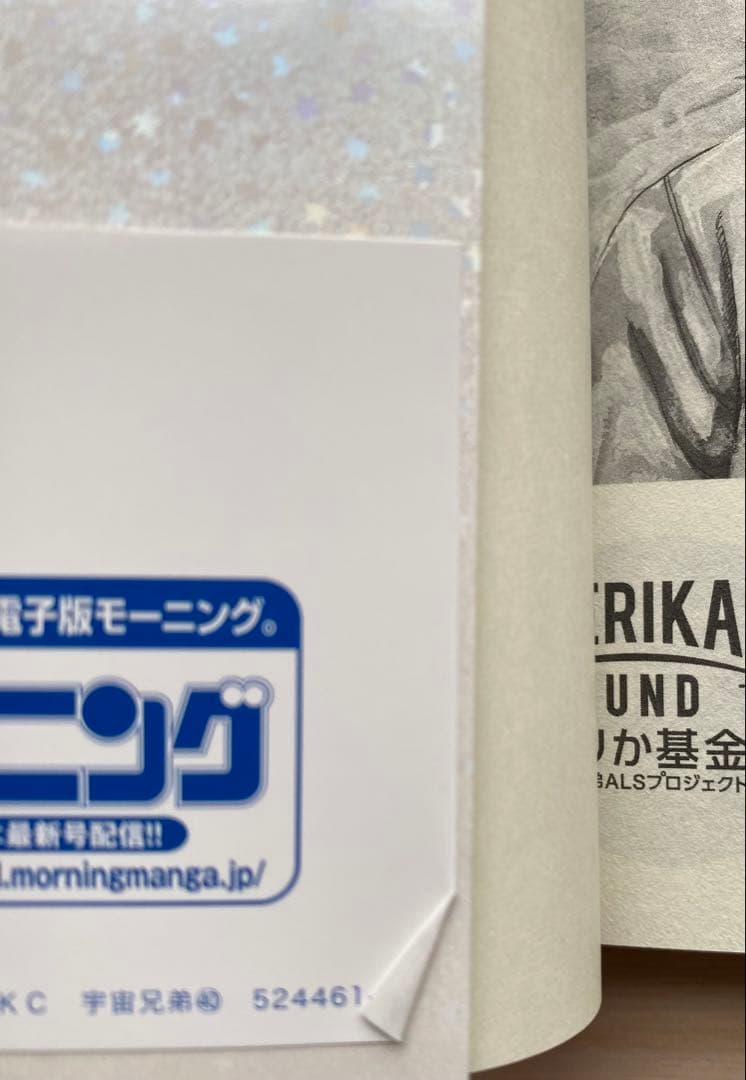 電子版モーニング。
ニング
最新号配信!!
.morningmanga.jp/
KC 宇宙兄弟㊵ 524461
ERIKA
UND
りか基金
弟ALSプロジェクト